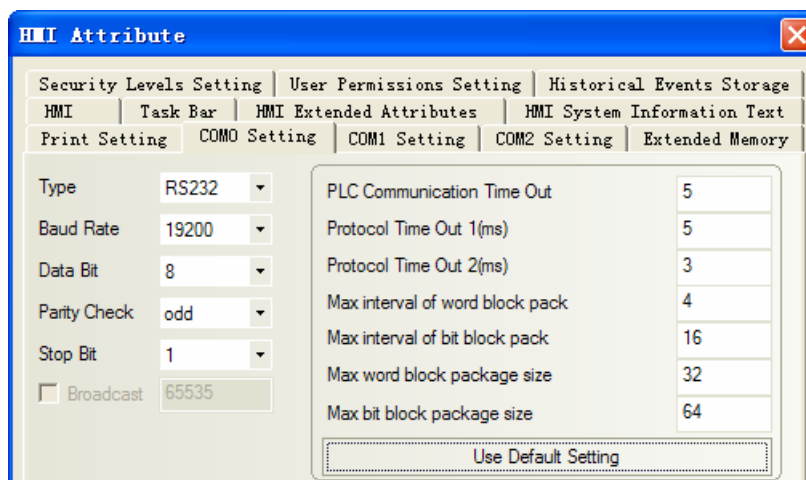 HMI Attribute
Security Levels Setting User Permissions Setting Historical Events Storage
HMI Task Bar HMI Extended Attributes HMI System Information Text
Print Setting COM0 Setting COM1 Setting COM2 Setting Extended Memory
Type RS232
Baud Rate 19200
Data Bit 8
Parity Check odd
Stop Bit 1
Broadcast 65535
PLC Communication Time Out 5
Protocol Time Out 1(ms) 5
Protocol Time Out 2(ms) 3
Max interval of word block pack 4
Max interval of bit block pack 16
Max word block package size 32
Max bit block package size 64
Use Default Setting